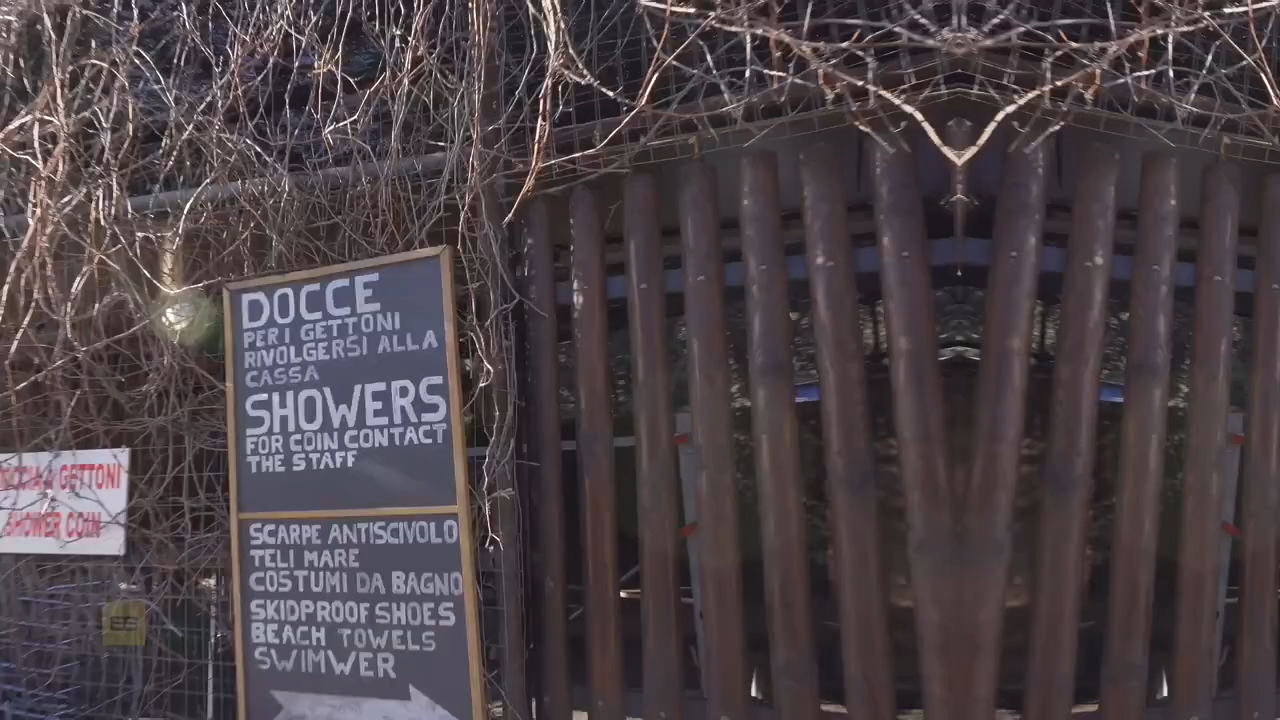 DOCCE
PER I GETTONI
RIVOLGERSI ALLA
CASSA
SHOWERS
FOR COIN CONTACT
THE STAFF
SCARPE ANTISCIVOLO
TELI MARE
COSTUMI DA BAGNO
SKIDPROOF SHOES
BEACH TOWELS
SWIMWER
GETTONI
SHOWER COIN